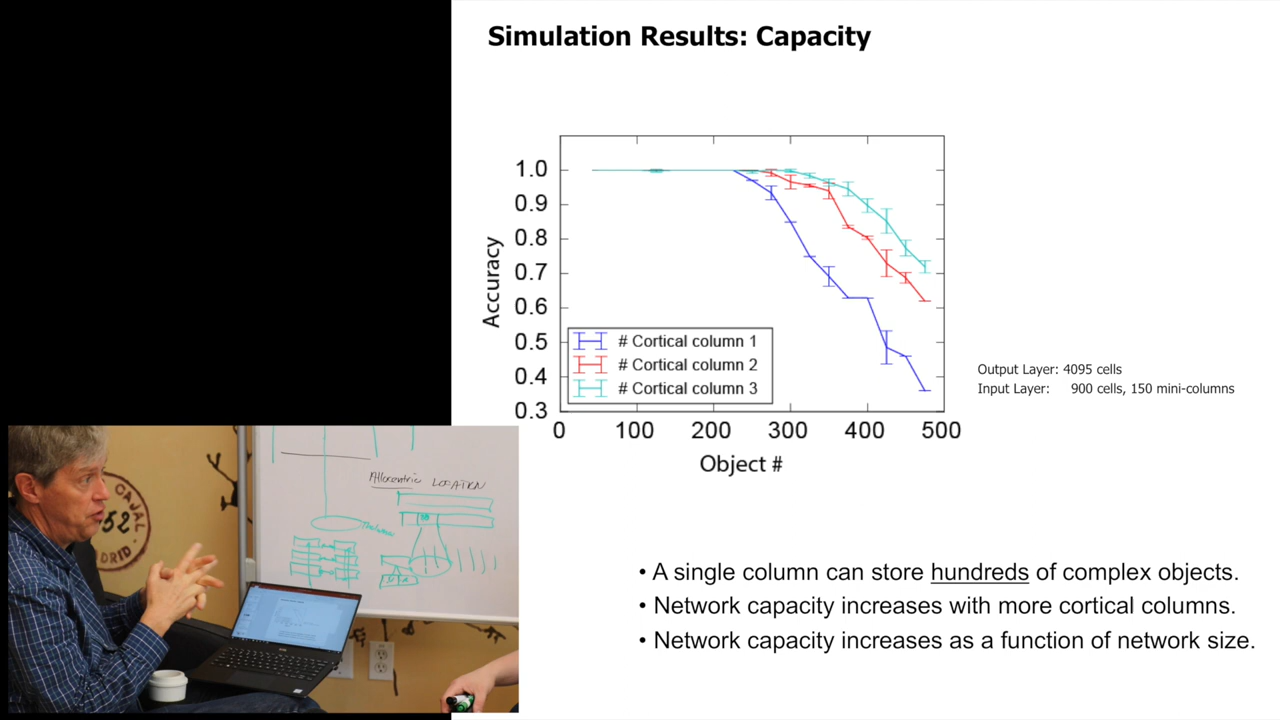 Simulation Results: Capacity
1.0
0.9
0.8
0.7
0.6
0.5
0.4
0.3
Accuracy
# Cortical column 1
# Cortical column 2
# Cortical column 3
0 100 200 300 400 500
Object #
Output Layer: 4095 cells
Input Layer: 900 cells, 150 mini-columns
• A single column can store hundreds of complex objects.
• Network capacity increases with more cortical columns.
• Network capacity increases as a function of network size.
Allocentric LOCATION
CAJAL
52
DRID